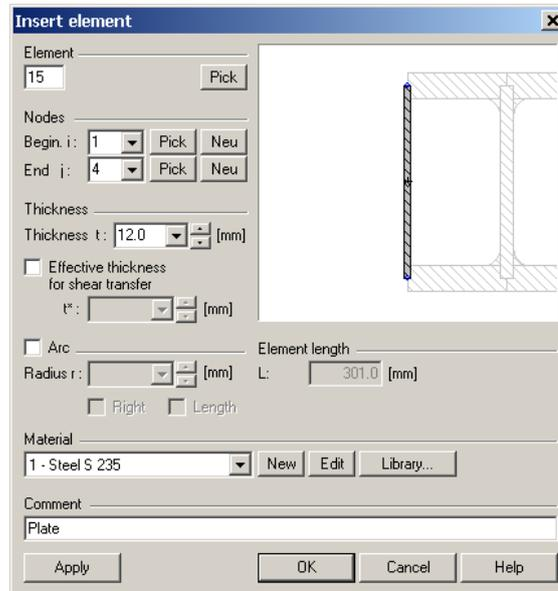 Insert element
Element
15 Pick
Nodes
Begin. i: 1 Pick Neu
End j: 4 Pick Neu
Thickness
Thickness t: 12.0 [mm]
Effective thickness
for shear transfer
t*: [mm]
Arc
Radius r: [mm]
Right Length
Element length
L: 301.0 [mm]
Material
1 - Steel S 235 New Edit Library...
Comment
Plate
Apply OK Cancel Help